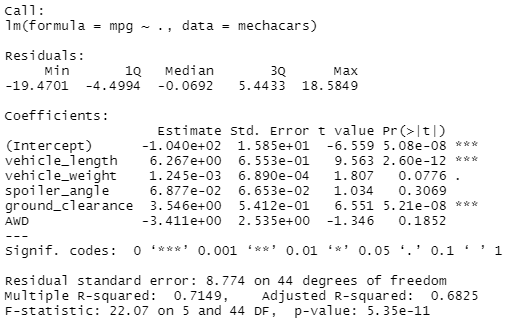 Call:
lm(formula = mpg ~ ., data = mechacars)
Residuals:
Min 1Q Median 3Q Max
-19.4701 -4.4994 -0.0692 5.4433 18.5849
Coefficients:
Estimate Std. Error t value Pr(>|t|)
(Intercept) -1.040e+02 1.585e+01 -6.559 5.08e-08 ***
vehicle_length 6.267e+00 6.553e-01 9.563 2.60e-12 ***
vehicle_weight 1.245e-03 6.890e-04 1.807 0.0776 .
spoiler_angle 6.877e-02 6.653e-02 1.034 0.3069
ground_clearance 3.546e+00 5.412e-01 6.551 5.21e-08 ***
AWD -3.411e+00 2.535e+00 -1.346 0.1852
---
Signif. codes: 0 ‘***’ 0.001 ‘**’ 0.01 ‘*’ 0.05 ‘.’ 0.1 ‘ ’ 1
Residual standard error: 8.774 on 44 degrees of freedom
Multiple R-squared: 0.7149, Adjusted R-squared: 0.6825
F-statistic: 22.07 on 5 and 44 DF, p-value: 5.35e-11